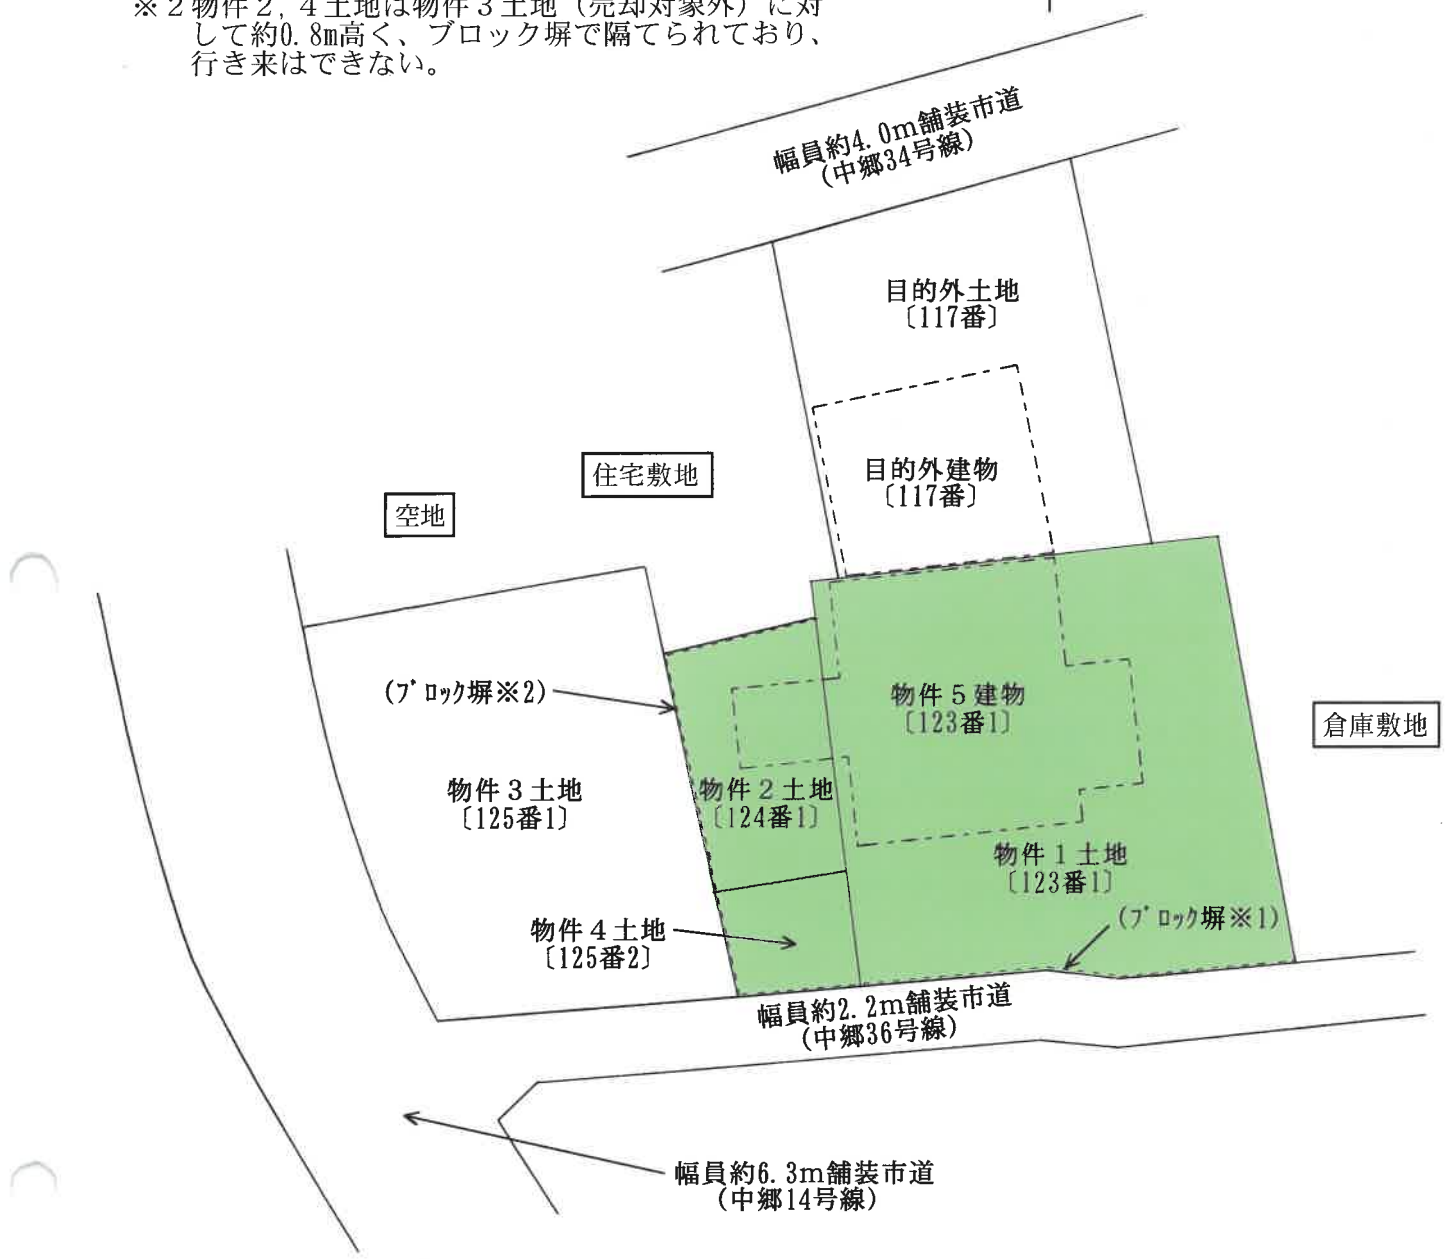 ※２物件２, ４土地は物件３土地（売却対象外）に対
して約0.8m高く、ブロック塀で隔てられており、
行き来はできない。
幅員約4.0m舗装市道
(中郷34号線)
目的外土地
〔117番〕
目的外建物
〔117番〕
住宅敷地
空地
(ﾌﾞﾛｯｸ塀※2)
物件５建物
〔123番1〕
倉庫敷地
物件３土地
〔125番1〕
物件２土地
〔124番1〕
物件１土地
〔123番1〕
(ﾌﾞﾛｯｸ塀※1)
物件４土地
〔125番2〕
幅員約2.2m舗装市道
(中郷36号線)
幅員約6.3m舗装市道
(中郷14号線)